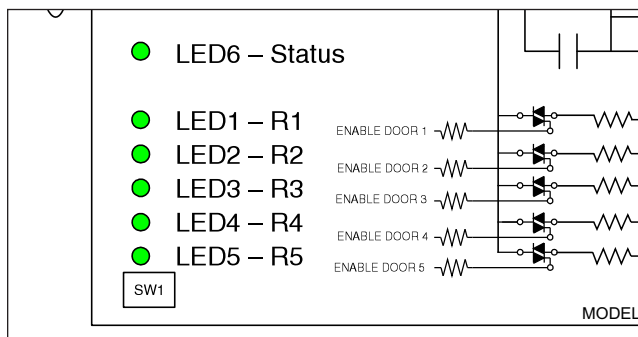 LED6 – Status
LED1 – R1
ENABLE DOOR 1
LED2 – R2
ENABLE DOOR 2
LED3 – R3
ENABLE DOOR 3
LED4 – R4
ENABLE DOOR 4
LED5 – R5
ENABLE DOOR 5
SW1
MODEL